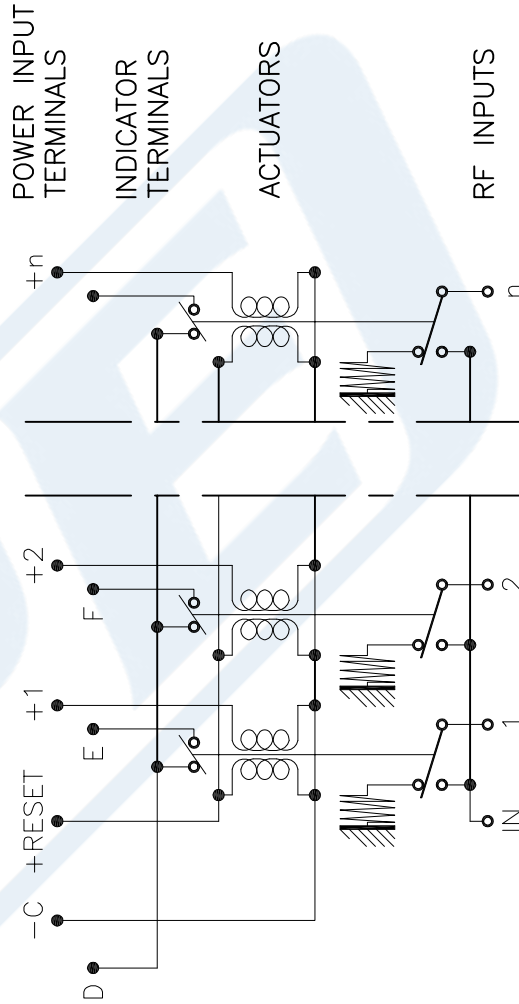 POWER INPUT
TERMINALS
INDICATOR
TERMINALS
ACTUATORS
RF INPUTS
-C +RESET +1 +2 +n
D E F
IN 1 2 n